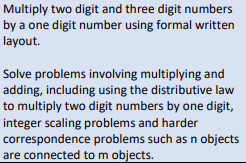 Multiply two digit and three digit numbers
by a one digit number using formal written
layout.

Solve problems involving multiplying and
adding, including using the distributive law
to multiply two digit numbers by one digit,
integer scaling problems and harder
correspondence problems such as n objects
are connected to m objects.